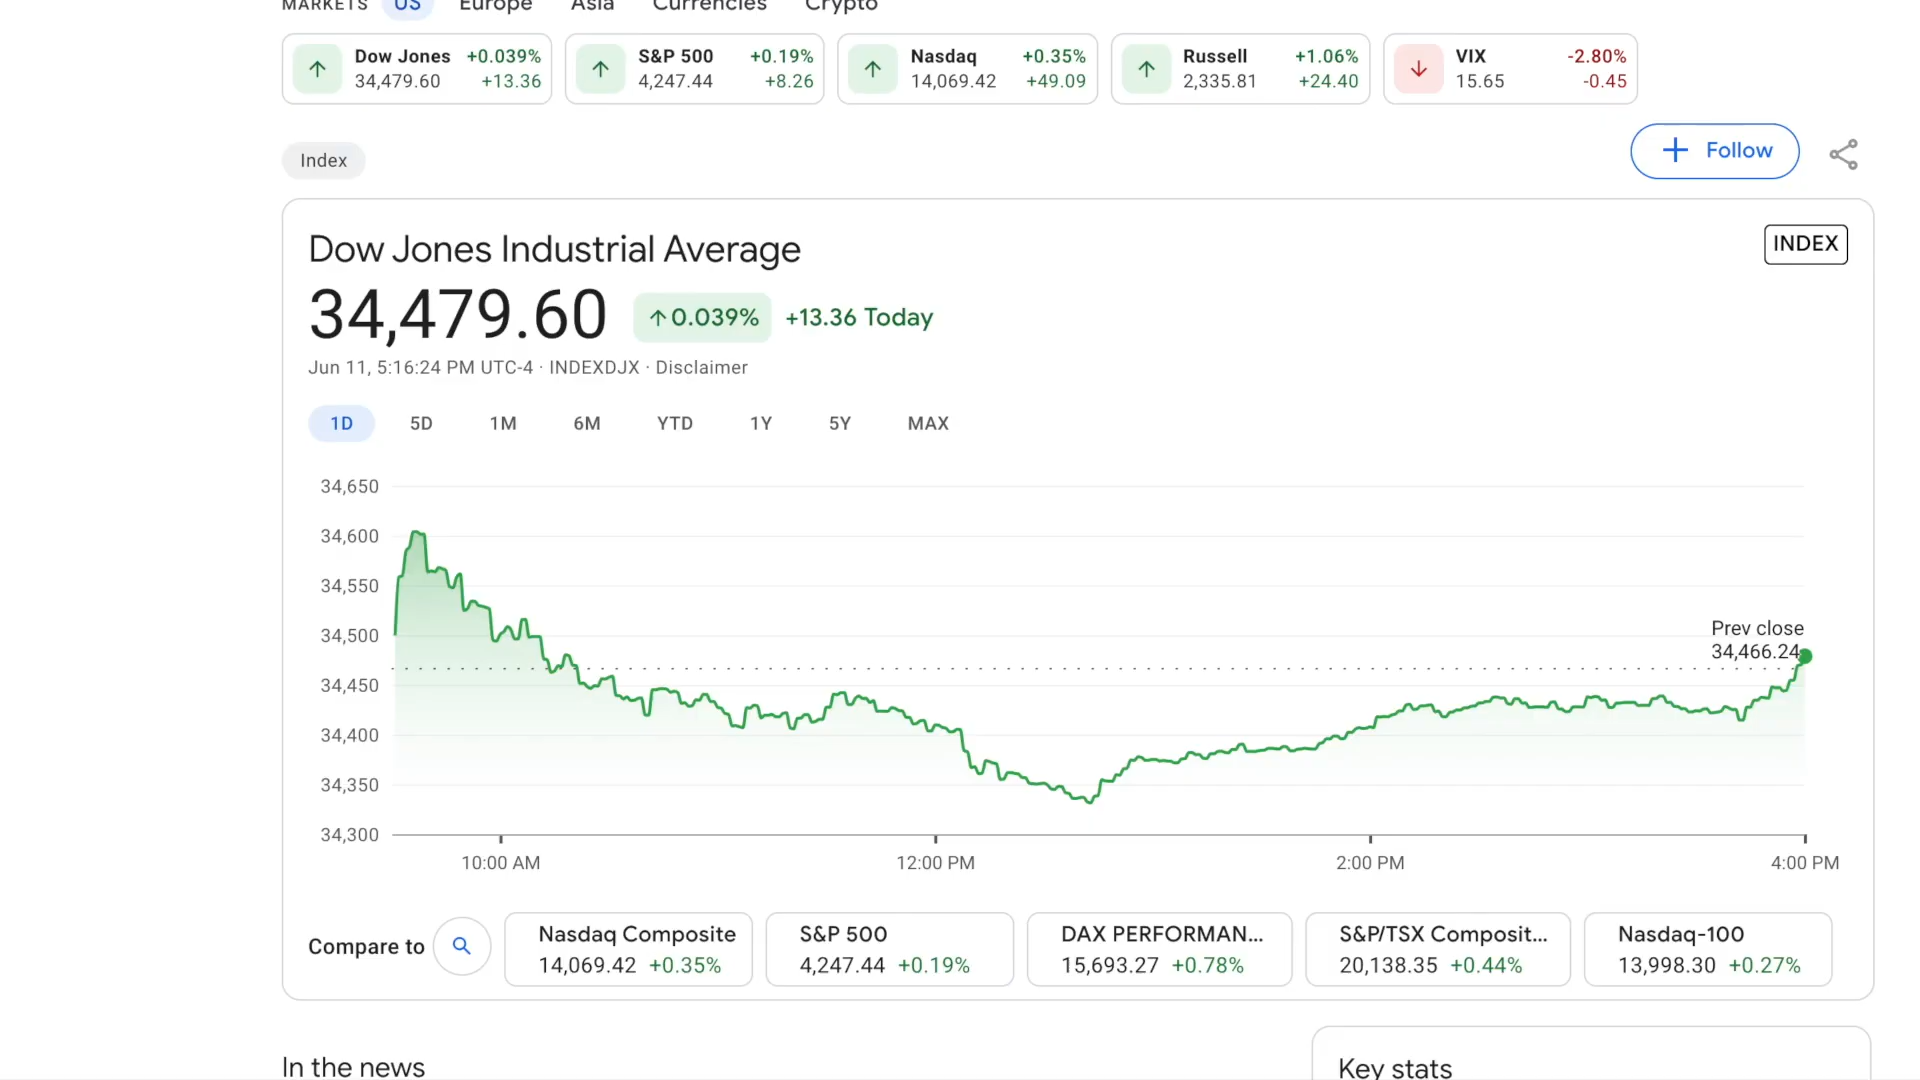 MARKETS US Europe Asia Currencies Crypto
Dow Jones +0.039%
34,479.60 +13.36
S&P 500 +0.19%
4,247.44 +8.26
Nasdaq +0.35%
14,069.42 +49.09
Russell +1.06%
2,335.81 +24.40
VIX -2.80%
15.65 -0.45
Index
Follow
Dow Jones Industrial Average
INDEX
34,479.60 0.039% +13.36 Today
Jun 11, 5:16:24 PM UTC-4 · INDEXDJX · Disclaimer
1D 5D 1M 6M YTD 1Y 5Y MAX
34,650
34,600
34,550
34,500
34,450
34,400
34,350
34,300
Prev close
34,466.24
10:00 AM 12:00 PM 2:00 PM 4:00 PM
Compare to
Nasdaq Composite
14,069.42 +0.35%
S&P 500
4,247.44 +0.19%
DAX PERFORMAN...
15,693.27 +0.78%
S&P/TSX Composit...
20,138.35 +0.44%
Nasdaq-100
13,998.30 +0.27%
In the news
Key stats